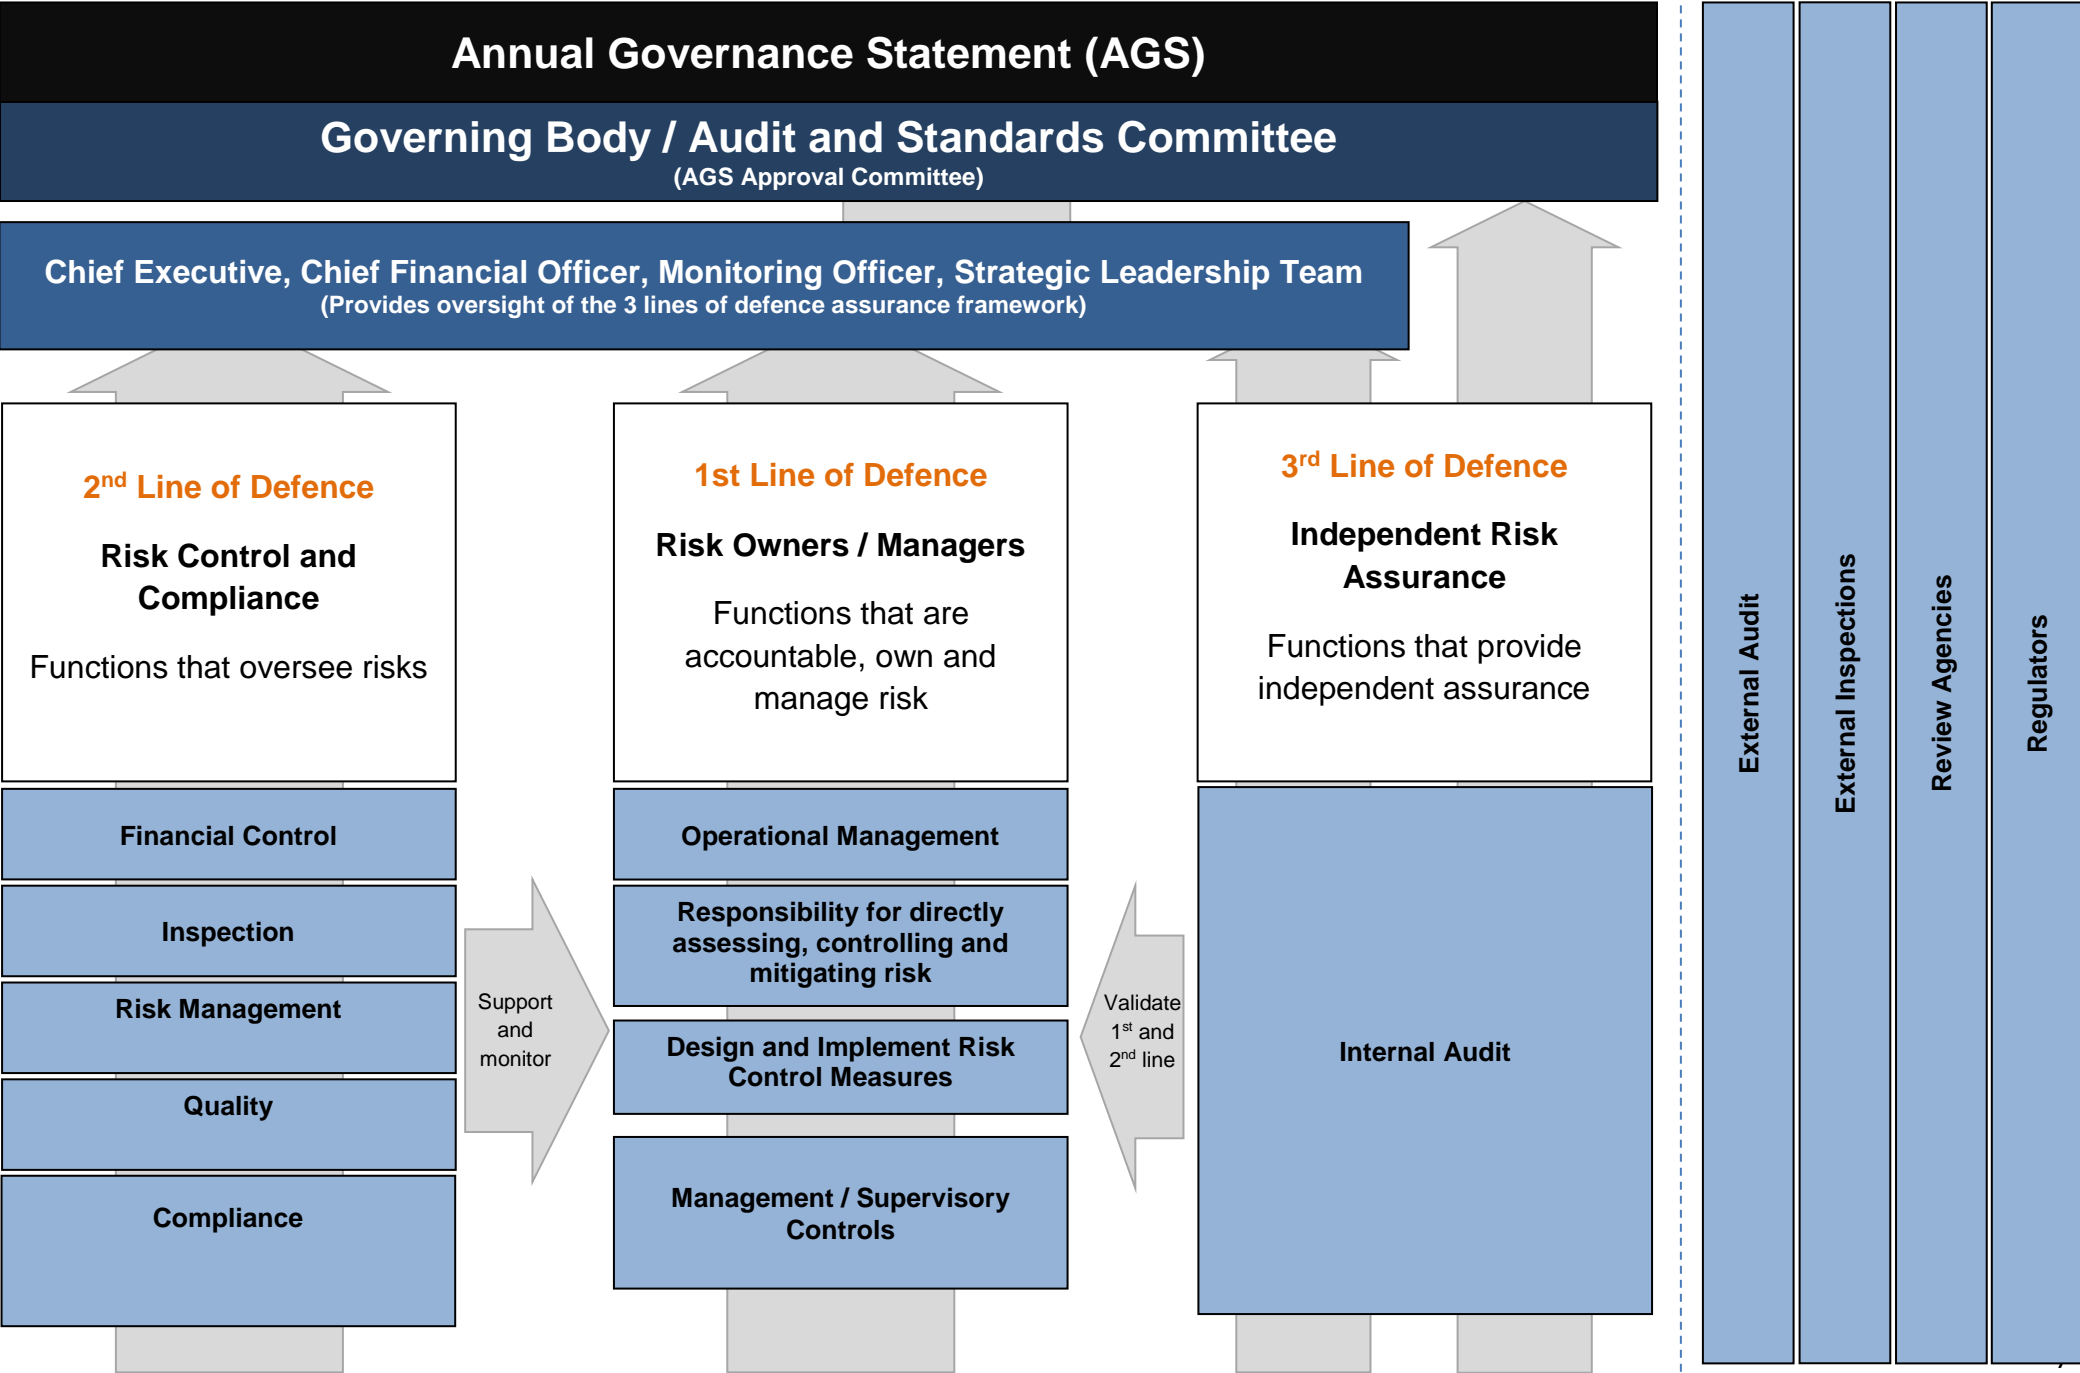 Annual Governance Statement (AGS)
Governing Body / Audit and Standards Committee
(AGS Approval Committee)
Chief Executive, Chief Financial Officer, Monitoring Officer, Strategic Leadership Team
(Provides oversight of the 3 lines of defence assurance framework)
2nd Line of Defence
Risk Control and
Compliance
Functions that oversee risks
Financial Control
Inspection
Risk Management
Quality
Compliance
Support
and
monitor
1st Line of Defence
Risk Owners / Managers
Functions that are
accountable, own and
manage risk
Operational Management
Responsibility for directly
assessing, controlling and
mitigating risk
Design and Implement Risk
Control Measures
Management / Supervisory
Controls
Validate
1st and
2nd line
3rd Line of Defence
Independent Risk
Assurance
Functions that provide
independent assurance
Internal Audit
External Audit
External Inspections
Review Agencies
Regulators